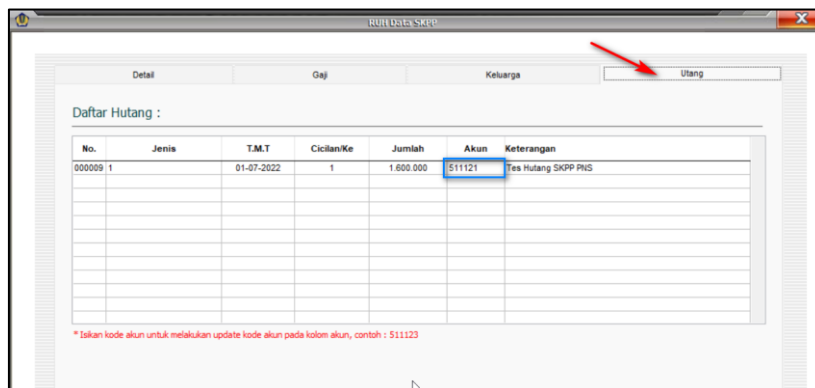 RUH Data SKPP
X
Detail Gaji Keluarga Utang
Daftar Hutang :
No. Jenis T.M.T Cicilan/Ke Jumlah Akun Keterangan
000009 1 01-07-2022 1 1.600.000 511121 Tes Hutang SKPP PNS
* Isikan kode akun untuk melakukan update kode akun pada kolom akun, contoh : 511123